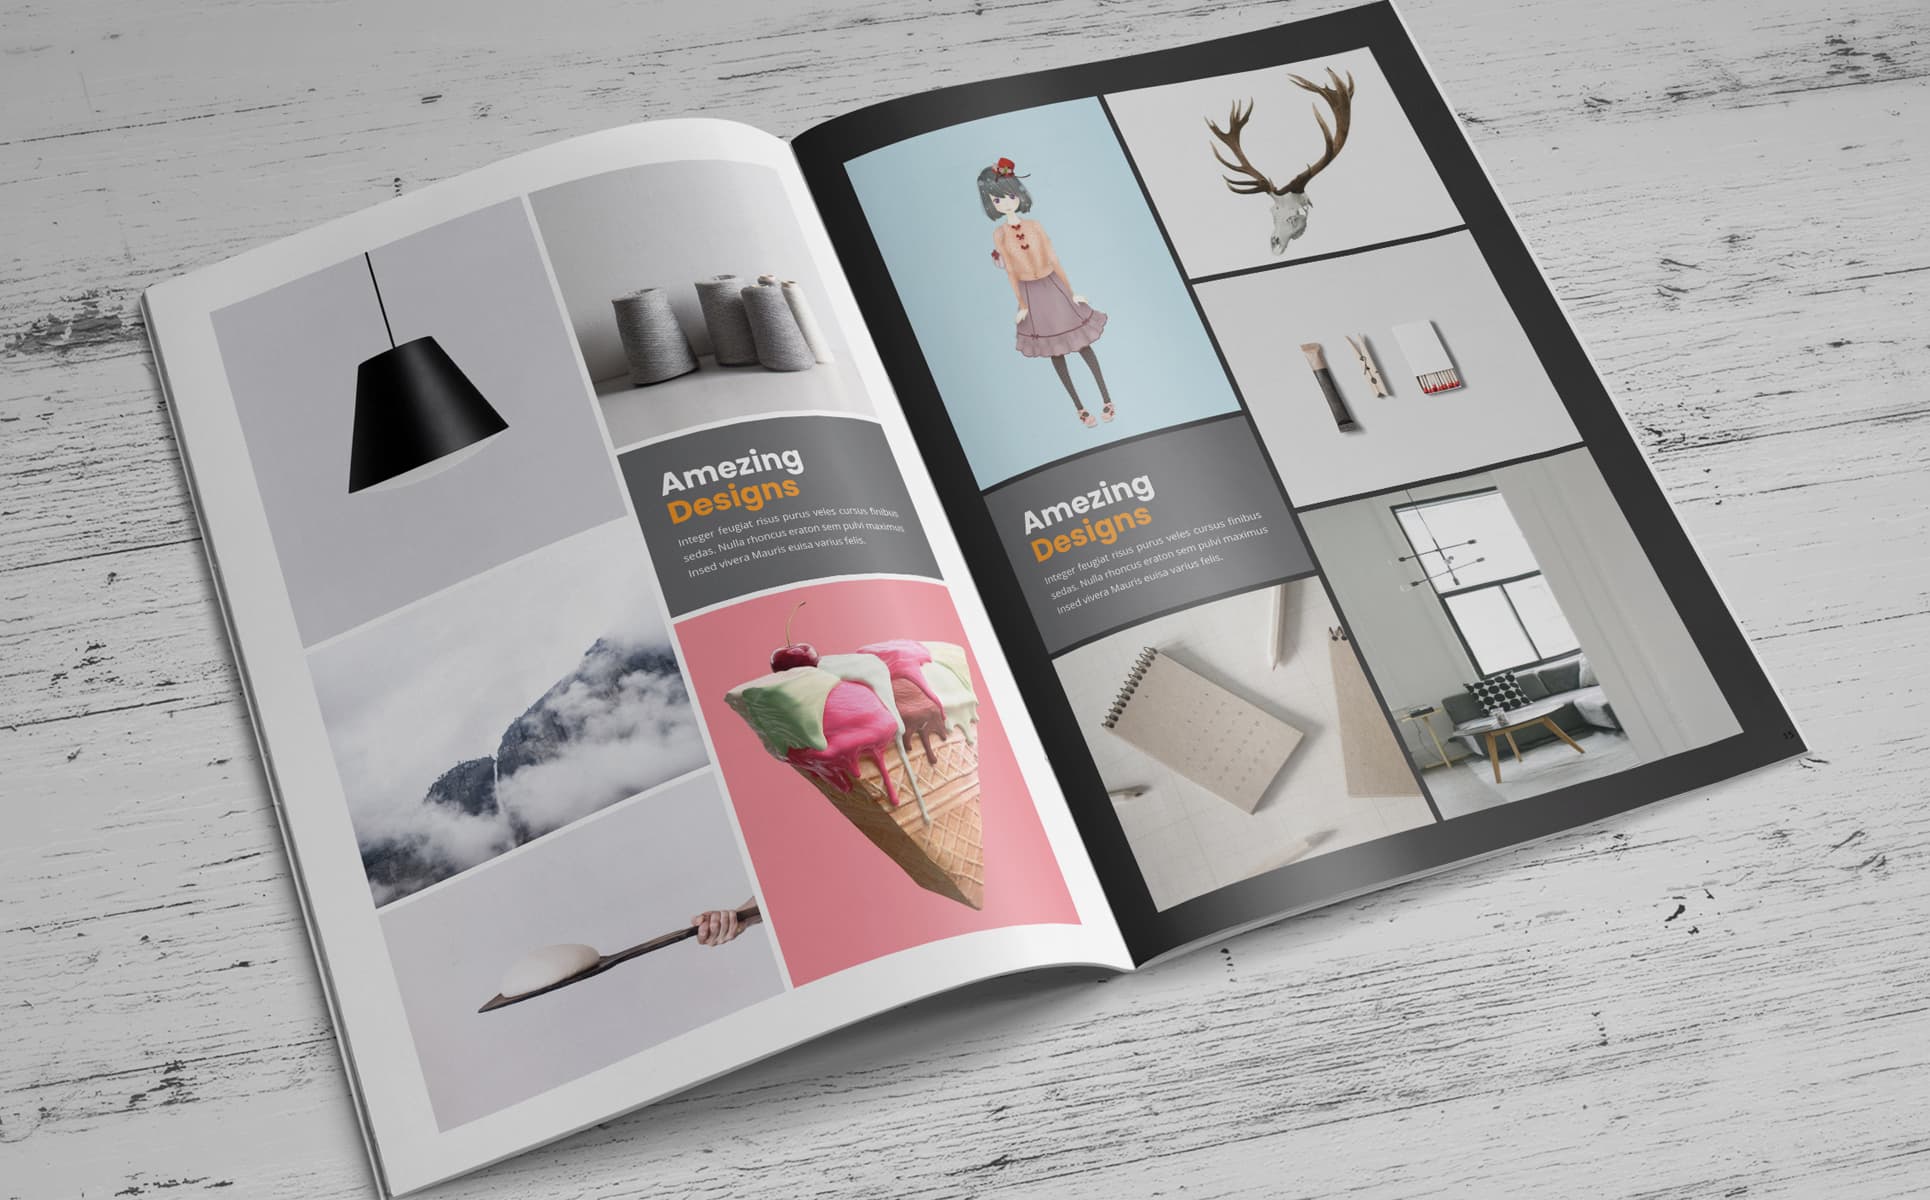 Amezing
Designs
Integer feugiat risus purus veles cursus finibus
sedas. Nulla rhoncus eraton sem pulvi maximus
Insed vivera Mauris euisa varius felis.
Amezing
Designs
Integer feugiat risus purus veles cursus finibus
sedas. Nulla rhoncus eraton sem pulvi maximus
Insed vivera Mauris euisa varius felis.